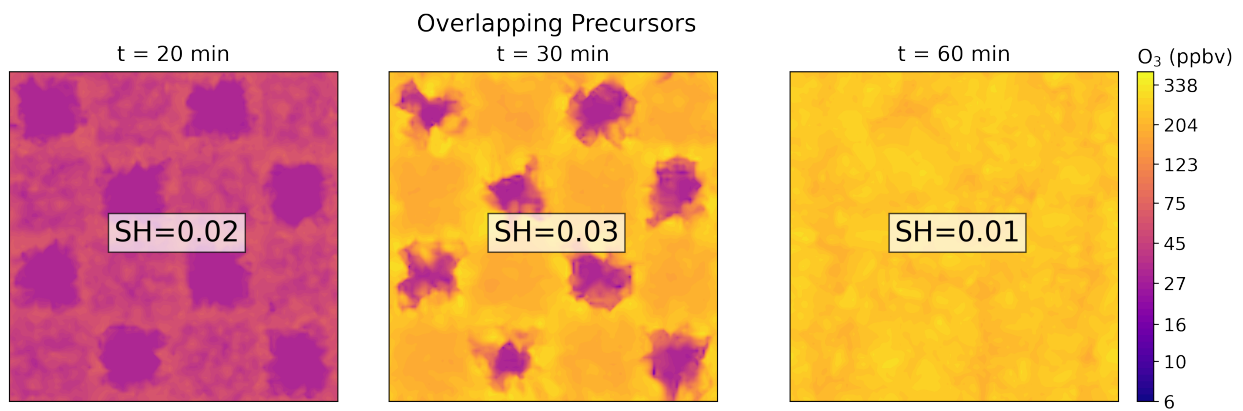 Overlapping Precursors
t = 20 min
t = 30 min
t = 60 min
O₃ (ppbv)
SH=0.02
SH=0.03
SH=0.01
338
204
123
75
45
27
16
10
6